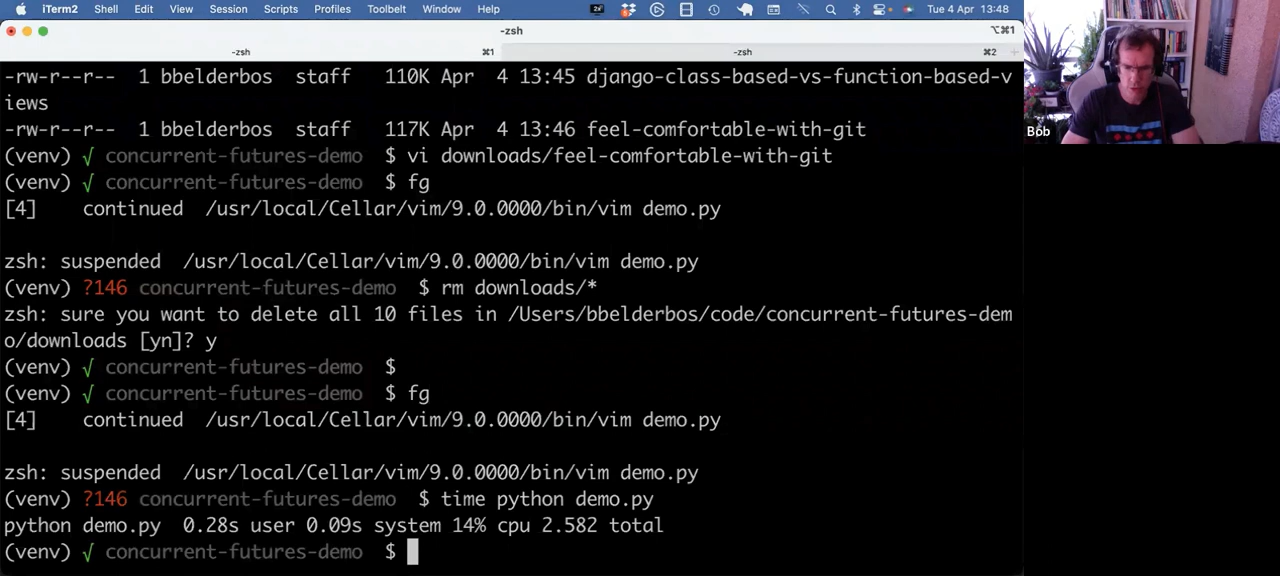 iTerm2 Shell Edit View Session Scripts Profiles Toolbelt Window Help Tue 4 Apr 13:48
-zsh ⌥⌘1
-zsh ⌘1 -zsh ⌘2
-rw-r--r-- 1 bbelderbos staff 110K Apr 4 13:45 django-class-based-vs-function-based-v
iews
-rw-r--r-- 1 bbelderbos staff 117K Apr 4 13:46 feel-comfortable-with-git
(venv) √ concurrent-futures-demo $ vi downloads/feel-comfortable-with-git
(venv) √ concurrent-futures-demo $ fg
[4] continued /usr/local/Cellar/vim/9.0.0000/bin/vim demo.py
zsh: suspended /usr/local/Cellar/vim/9.0.0000/bin/vim demo.py
(venv) ?146 concurrent-futures-demo $ rm downloads/*
zsh: sure you want to delete all 10 files in /Users/bbelderbos/code/concurrent-futures-dem
o/downloads [yn]? y
(venv) √ concurrent-futures-demo $
(venv) √ concurrent-futures-demo $ fg
[4] continued /usr/local/Cellar/vim/9.0.0000/bin/vim demo.py
zsh: suspended /usr/local/Cellar/vim/9.0.0000/bin/vim demo.py
(venv) ?146 concurrent-futures-demo $ time python demo.py
python demo.py 0.28s user 0.09s system 14% cpu 2.582 total
(venv) √ concurrent-futures-demo $
Bob